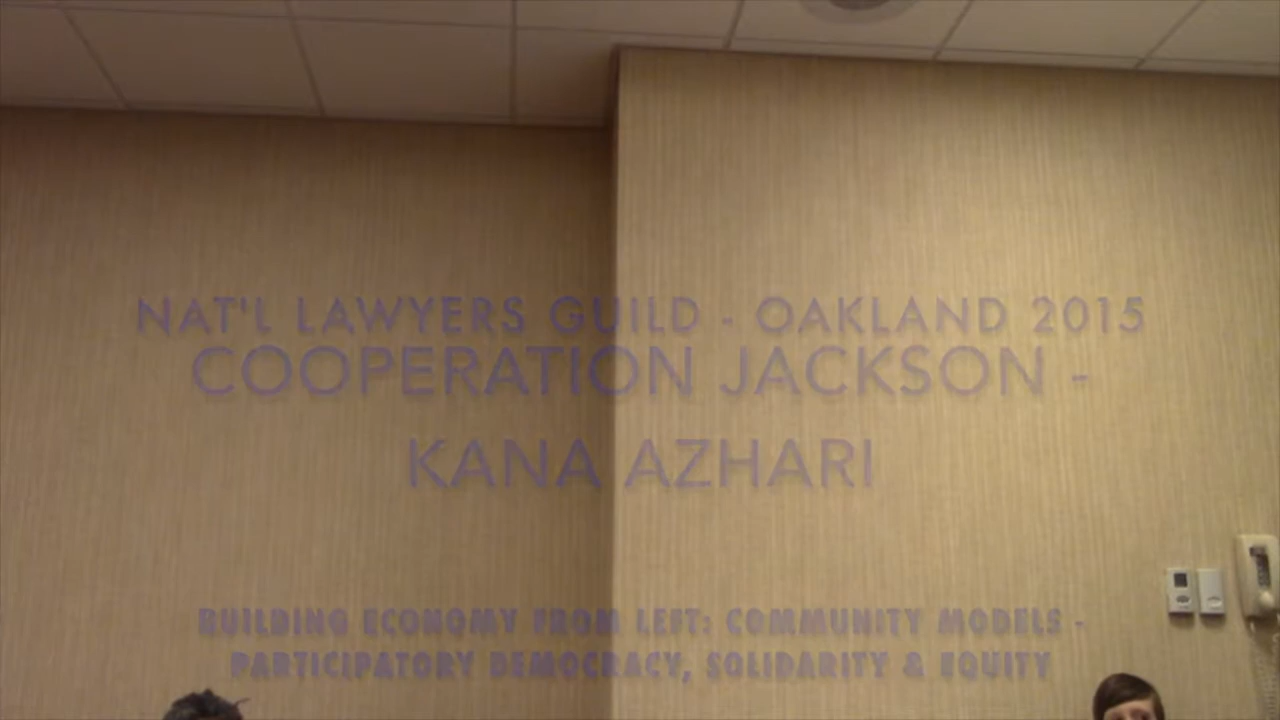 NAT'L LAWYERS GUILD - OAKLAND 2015
COOPERATION JACKSON -
KANA AZHARI
BUILDING ECONOMY FROM LEFT: COMMUNITY MODELS -
PARTICIPATORY DEMOCRACY, SOLIDARITY & EQUITY